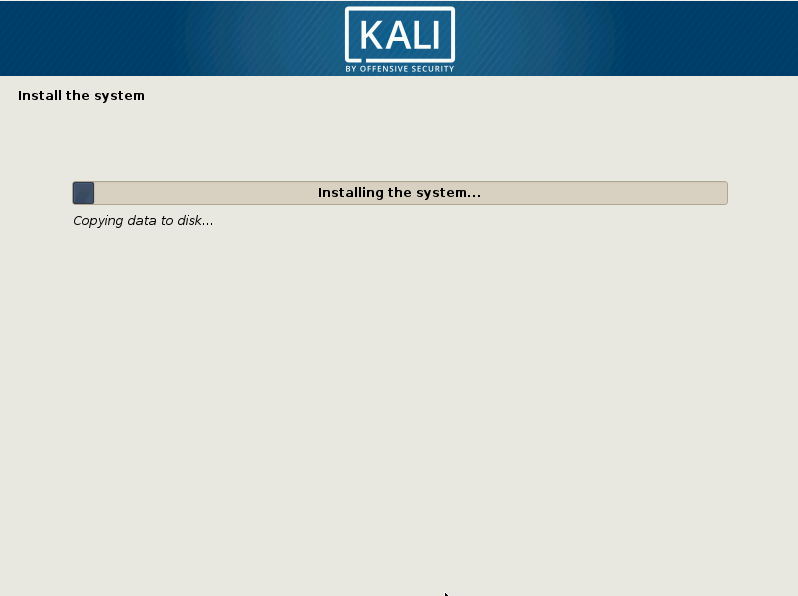 KALI
BY OFFENSIVE SECURITY
Install the system
Installing the system...
Copying data to disk...